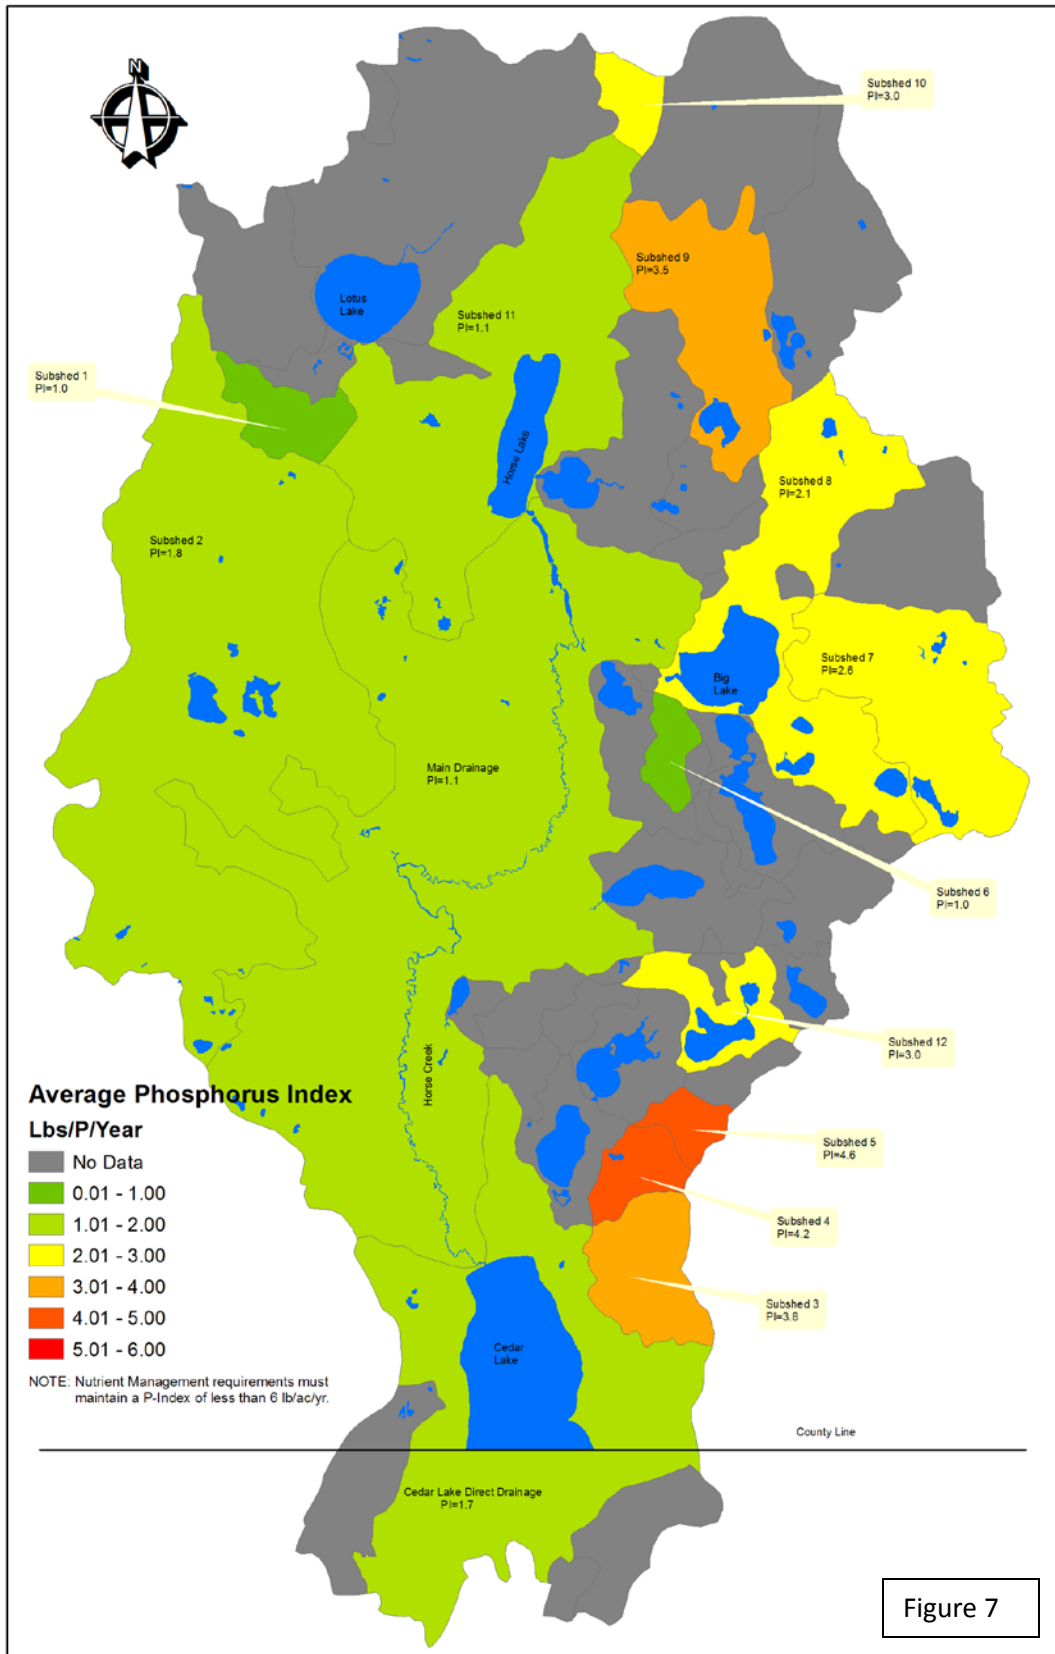 N
Subshed 10
PI=3.0
Subshed 9
PI=3.5
Lotus
Lake
Subshed 11
PI=1.1
Subshed 1
PI=1.0
Horse Lake
Subshed 8
PI=2.1
Subshed 2
PI=1.8
Subshed 7
PI=2.6
Big
Lake
Main Drainage
PI=1.1
Subshed 6
PI=1.0
Subshed 12
PI=3.0
Horse Creek
Subshed 5
PI=4.6
Subshed 4
PI=4.2
Subshed 3
PI=3.8
Average Phosphorus Index
Lbs/P/Year
No Data
0.01 - 1.00
1.01 - 2.00
2.01 - 3.00
3.01 - 4.00
4.01 - 5.00
5.01 - 6.00
NOTE: Nutrient Management requirements must
maintain a P-Index of less than 6 lb/ac/yr.
Cedar
Lake
County Line
Cedar Lake Direct Drainage
PI=1.7
Figure 7